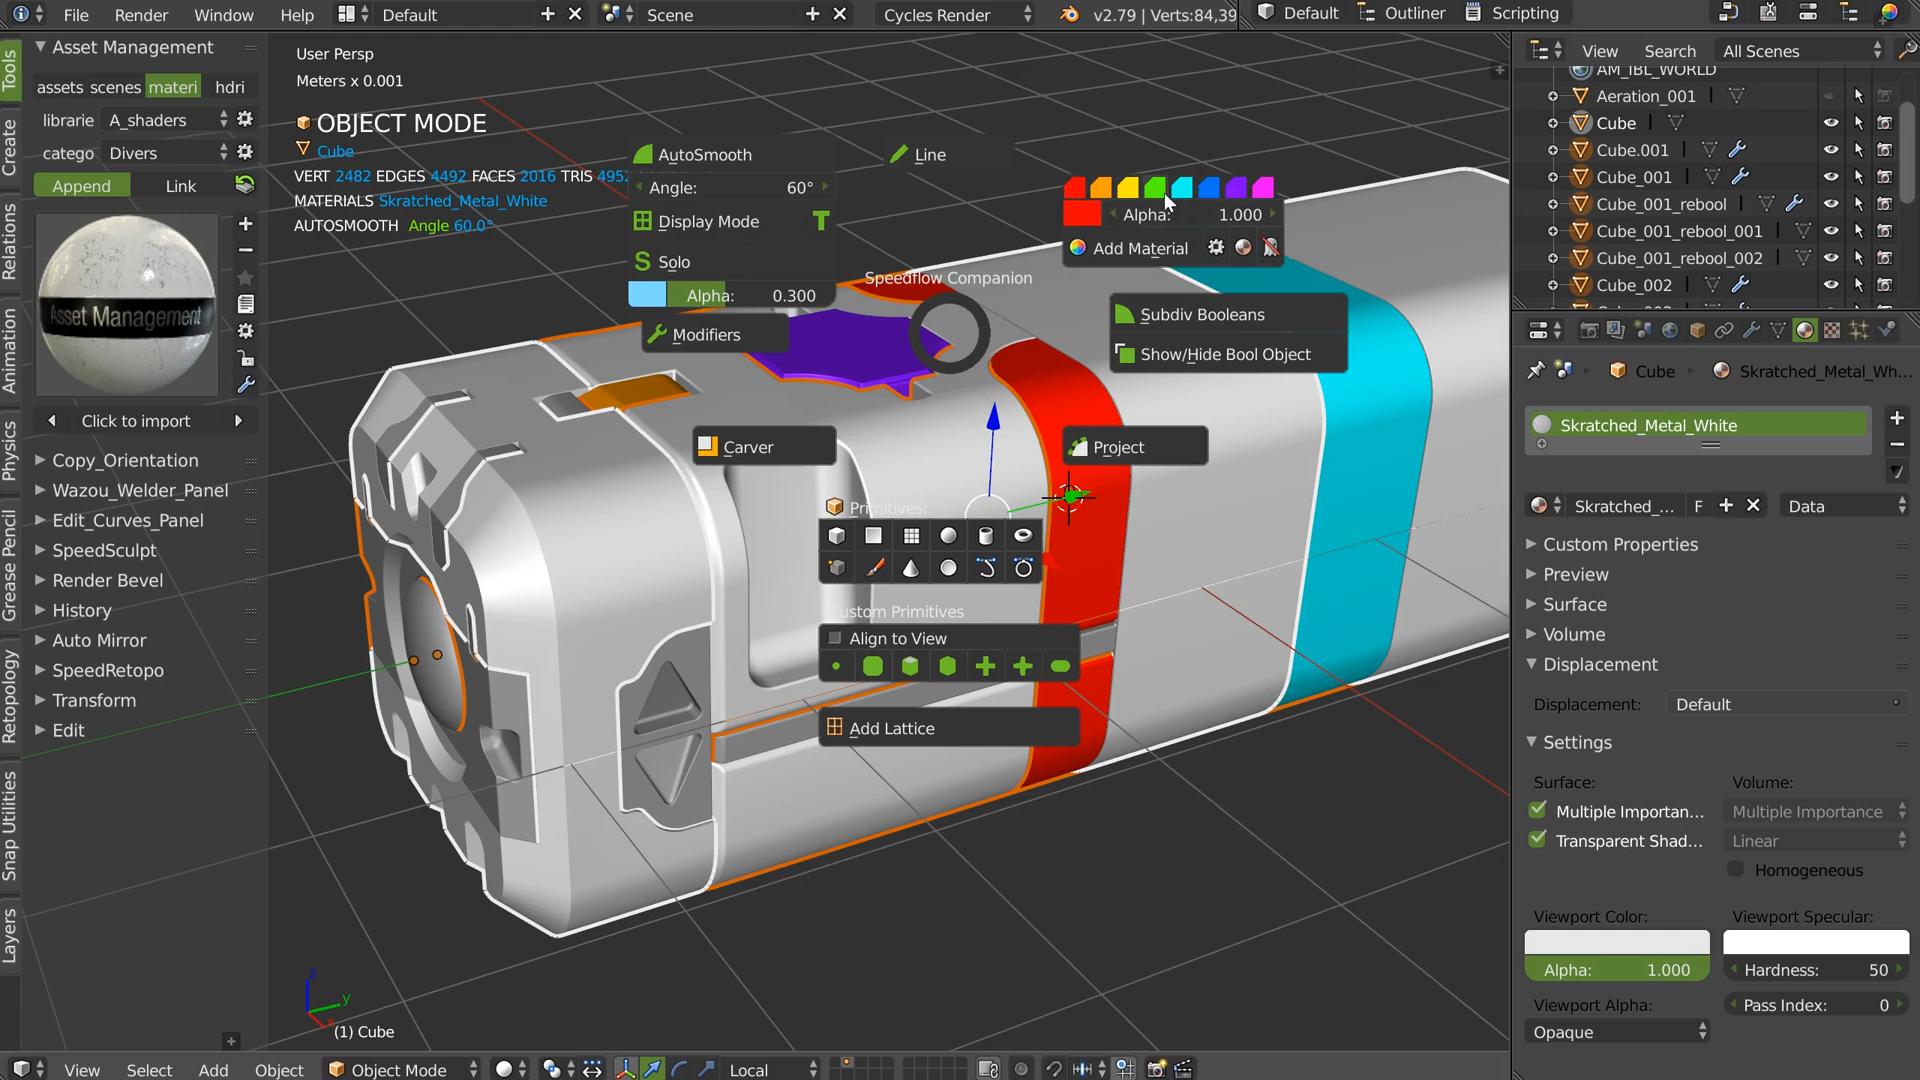 File Render Window Help Default Scene Cycles Render v2.79 | Verts:84,39 Default Outliner Scripting
Asset Management
assets scenes materi hdri
librarie A_shaders
catego Divers
Append Link
Asset Management
Click to import
Copy_Orientation
Wazou_Welder_Panel
Edit_Curves_Panel
SpeedSculpt
Render Bevel
History
Auto Mirror
SpeedRetopo
Transform
Edit
Tools
Create
Relations
Animation
Physics
Grease Pencil
Retopology
Snap Utilities
Layers
User Persp
Meters x 0.001
OBJECT MODE
Cube
VERT 2482 EDGES 4492 FACES 2016 TRIS 4952
MATERIALS Skratched_Metal_White
AUTOSMOOTH Angle 60.0°
AutoSmooth
Angle: 60°
Display Mode
Solo
Alpha: 0.300
Modifiers
Line
Alpha: 1.000
Add Material
Speedflow Companion
Subdiv Booleans
Show/Hide Bool Object
Carver
Project
Primitives:
Custom Primitives
Align to View
Add Lattice
z
y
x
(1) Cube
View Select Add Object Object Mode Local
View Search All Scenes
AM_IBL_WORLD
Aeration_001
Cube
Cube.001
Cube_001
Cube_001_rebool
Cube_001_rebool_001
Cube_001_rebool_002
Cube_002
Cube Skratched_Metal_Wh...
Skratched_Metal_White
Skratched_... F Data
Custom Properties
Preview
Surface
Volume
Displacement
Displacement: Default
Settings
Surface: Volume:
Multiple Importan... Multiple Importance
Transparent Shad... Linear
Homogeneous
Viewport Color: Viewport Specular:
Alpha: 1.000 Hardness: 50
Viewport Alpha: Pass Index: 0
Opaque